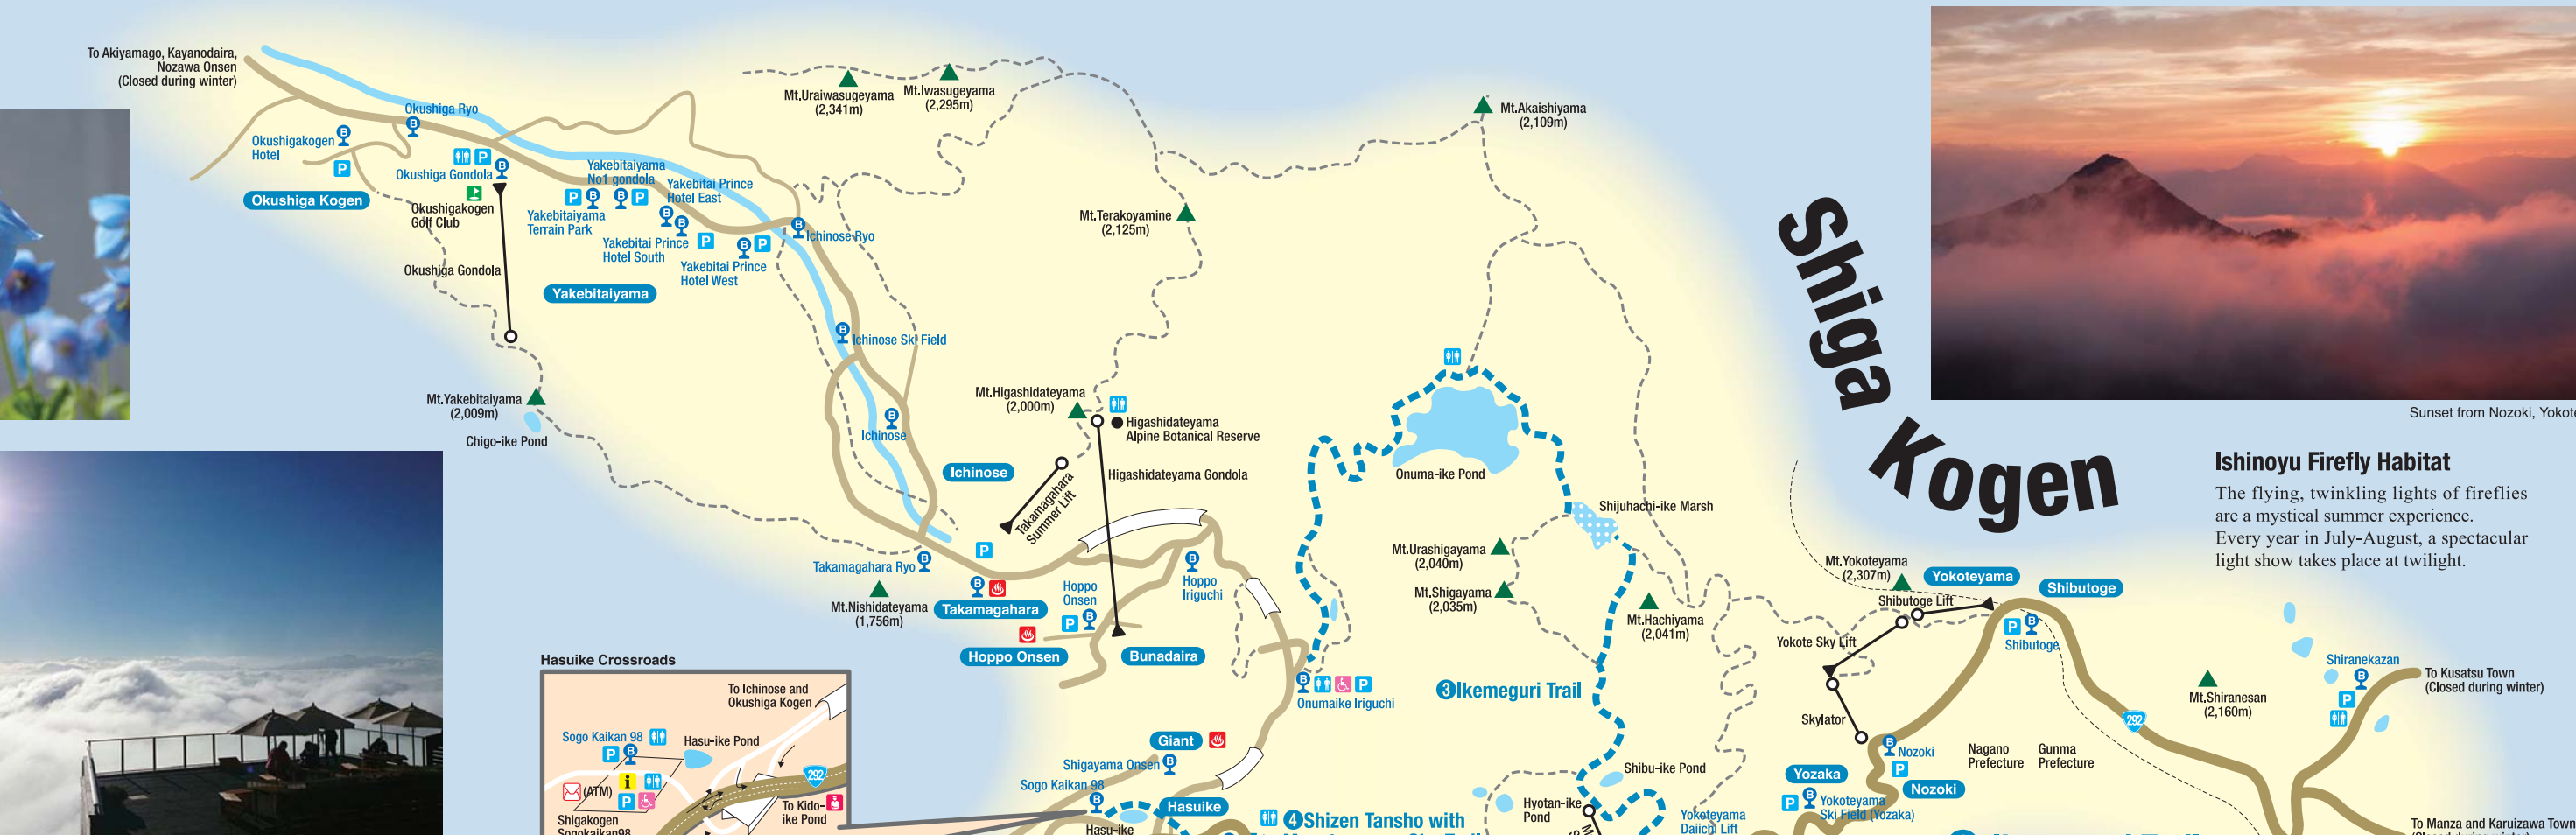 To Akiyamago, Kayanodaira,
Nozawa Onsen
(Closed during winter)
Okushiga Ryo
Okushigakogen
Hotel
Okushiga Kogen
Okushiga Gondola
Okushigakogen
Golf Club
Okushiga Gondola
Yakebitaiyama
No1 gondola
Yakebitaiyama
Terrain Park
Yakebitai Prince
Hotel East
Yakebitai Prince
Hotel South
Yakebitai Prince
Hotel West
Yakebitaiyama
Ichinose Ryo
Ichinose Ski Field
Ichinose
Ichinose
Mt.Yakebitaiyama
(2,009m)
Chigo-ike Pond
Mt.Uraiwasugeyama
(2,341m)
Mt.Iwasugeyama
(2,295m)
Mt.Terakoyamine
(2,125m)
Mt.Akaishiyama
(2,109m)
Mt.Higashidateyama
(2,000m)
Higashidateyama
Alpine Botanical Reserve
Higashidateyama Gondola
Takamagahara
Summer Lift
Takamagahara Ryo
Mt.Nishidateyama
(1,756m)
Takamagahara
Hoppo
Onsen
Hoppo Onsen
Hoppo
Iriguchi
Bunadaira
Onuma-ike Pond
Shijuhachi-ike Marsh
Mt.Urashigayama
(2,040m)
Mt.Shigayama
(2,035m)
Mt.Hachiyama
(2,041m)
3 Ikemeguri Trail
Onumaike Iriguchi
Giant
Shigayama Onsen
Sogo Kaikan 98
Hasuike
Hasu-ike
4 Shizen Tansho with
Hyotan-ike
Pond
Shibu-ike Pond
Yokoteyama
Daiichi Lift
Shiga
Kogen
Sunset from Nozoki, Yokote
Ishinoyu Firefly Habitat
The flying, twinkling lights of fireflies
are a mystical summer experience.
Every year in July-August, a spectacular
light show takes place at twilight.
Mt.Yokoteyama
(2,307m)
Yokoteyama
Shibutoge
Shibutoge Lift
Yokote Sky Lift
Shibutoge
Skylator
Nozoki
Nozoki
Yozaka
Yokoteyama
Ski Field (Yozaka)
Nagano
Prefecture
Gunma
Prefecture
292
Mt.Shiranesan
(2,160m)
Shiranekazan
To Kusatsu Town
(Closed during winter)
To Manza and Karuizawa Town
Hasuike Crossroads
To Ichinose and
Okushiga Kogen
Sogo Kaikan 98
Hasu-ike Pond
(ATM)
292
To Kido-
ike Pond
Shigakogen
Sogokaikan98